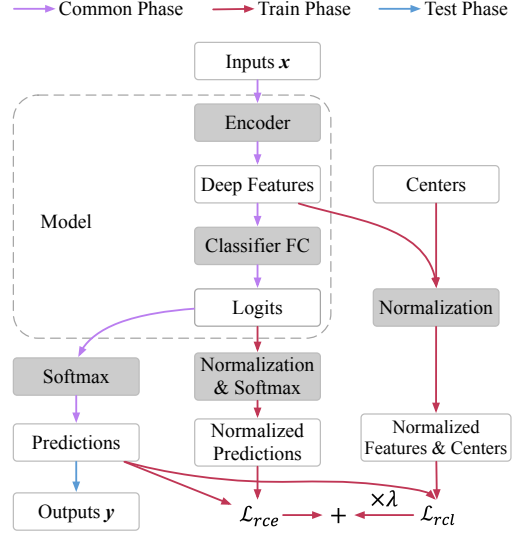 Common Phase Train Phase Test Phase
Inputs x
Encoder
Deep Features
Centers
Model
Classifier FC
Logits
Normalization
Softmax
Normalization
& Softmax
Predictions
Normalized
Predictions
Normalized
Features & Centers
Outputs y
ℒrce
+
×λ
ℒrcl